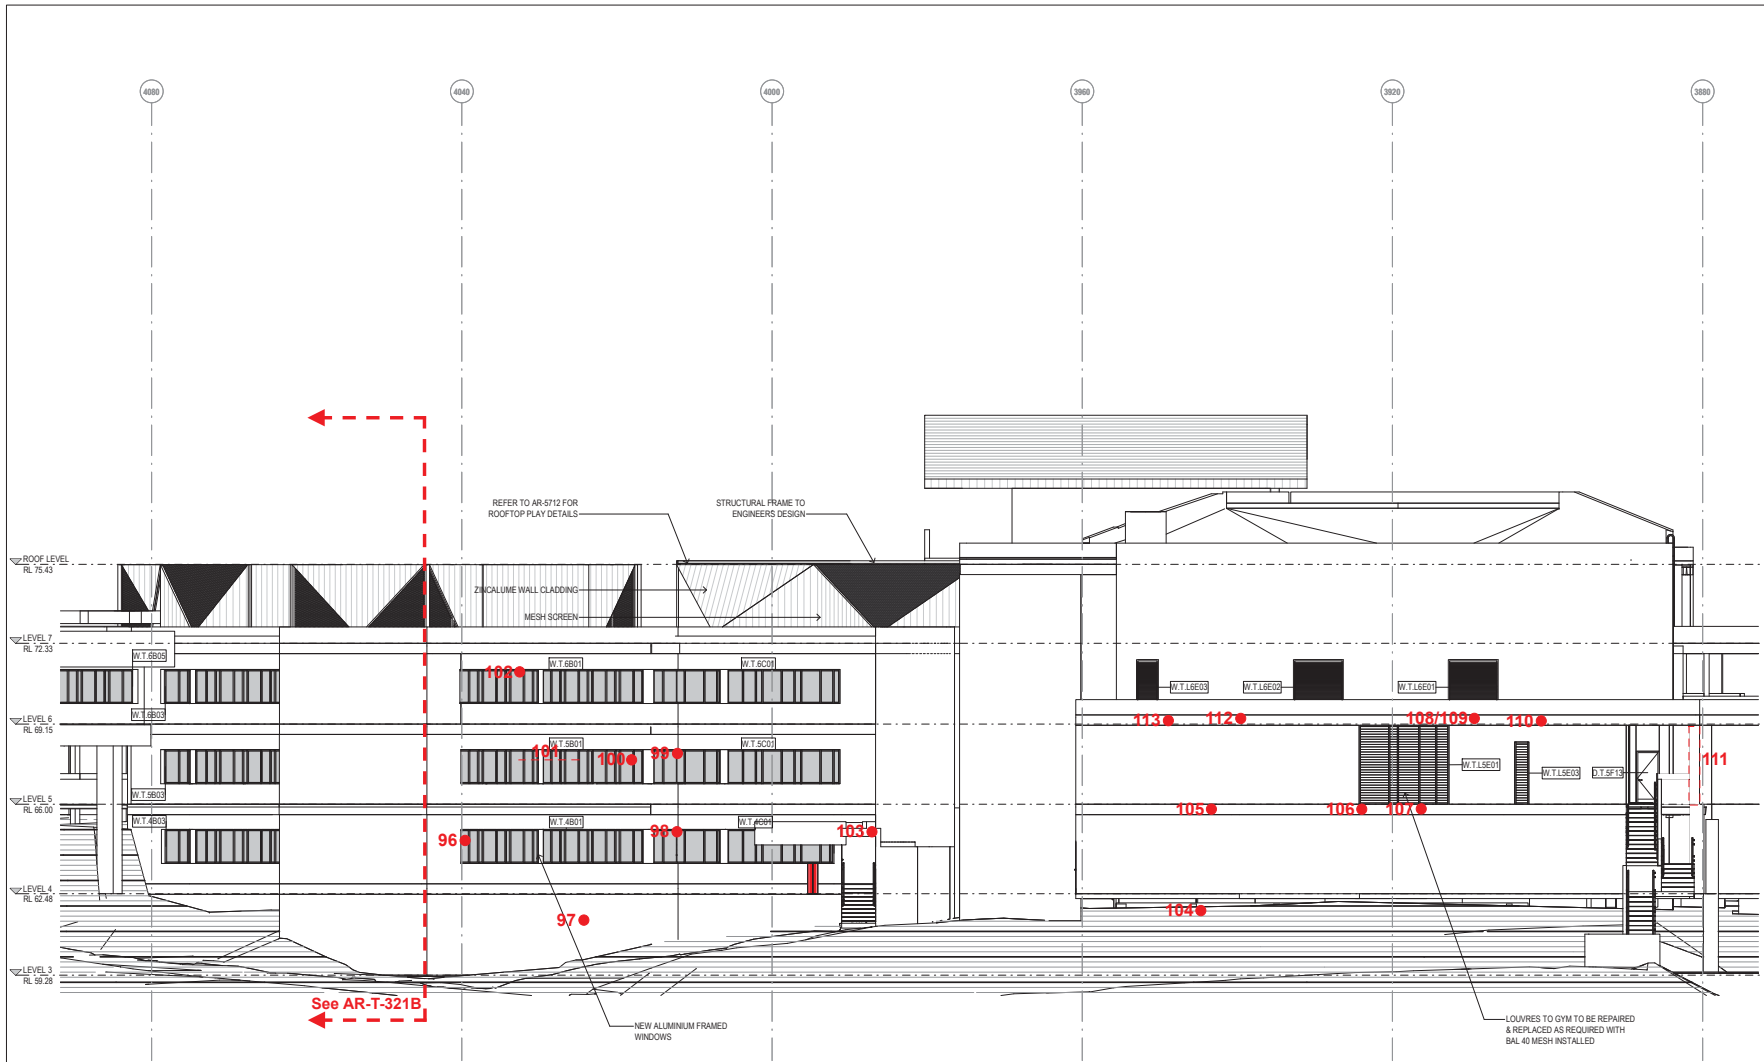 4080
4040
4000
3960
3920
3880
REFER TO AR-5712 FOR
ROOFTOP PLAY DETAILS
STRUCTURAL FRAME TO
ENGINEERS DESIGN
ROOF LEVEL
RL 75.43
ZINCALUME WALL CLADDING
MESH SCREEN
LEVEL 7
RL 72.33
W.T.6B05
102
W.T.6B01
W.T.6C01
W.T.L6E03
W.T.L6E02
W.T.L6E01
W.T.6B03
LEVEL 6
RL 69.15
113
112
108/109
110
101
W.T.5B01
100
99
W.T.5C01
W.T.L5E01
W.T.L5E03
D.T.5F13
111
W.T.5B03
LEVEL 5
RL 66.00
105
106
107
W.T.4B03
W.T.4B01
98
W.T.4C01
103
96
LEVEL 4
RL 62.48
97
104
LEVEL 3
RL 59.28
See AR-T-321B
NEW ALUMINIUM FRAMED
WINDOWS
LOUVRES TO GYM TO BE REPAIRED
& REPLACED AS REQUIRED WITH
BAL 40 MESH INSTALLED